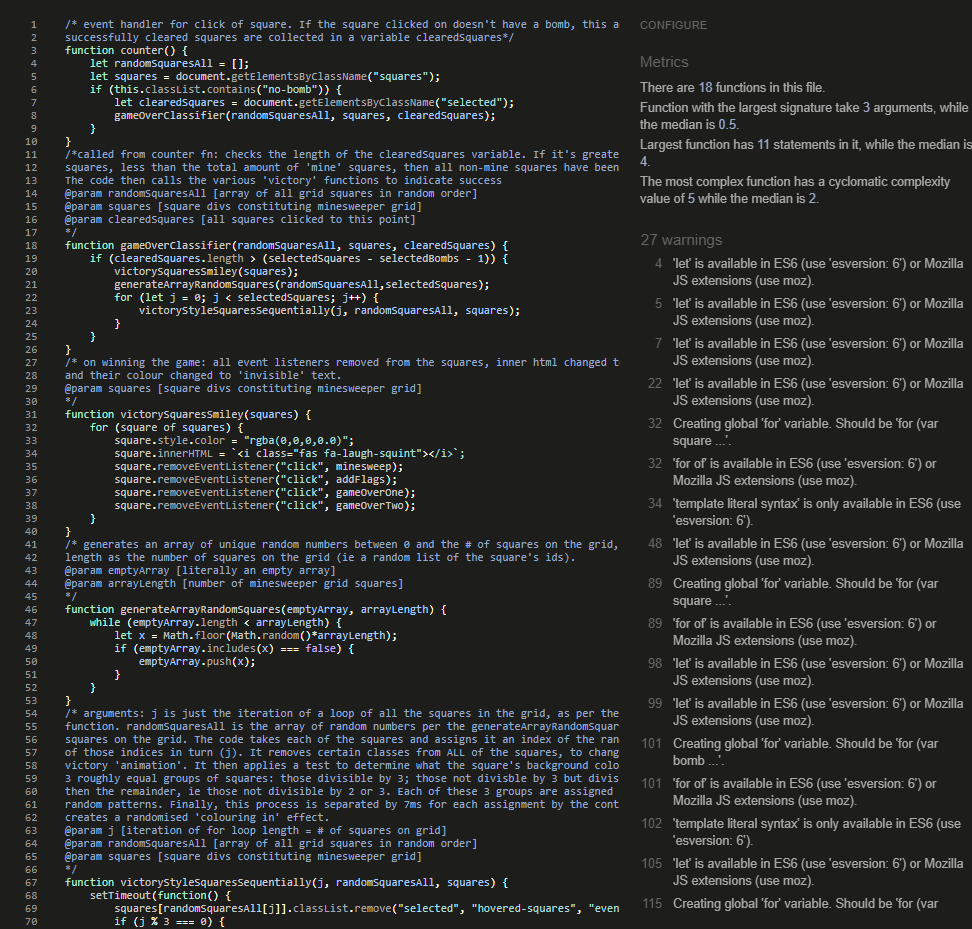 1 /* event handler for click of square. If the square clicked on doesn't have a bomb, this a
2 successfully cleared squares are collected in a variable clearedSquares*/
3 function counter() {
4 let randomSquaresAll = [];
5 let squares = document.getElementsByClassName("squares");
6 if (this.classList.contains("no-bomb")) {
7 let clearedSquares = document.getElementsByClassName("selected");
8 gameOverClassifier(randomSquaresAll, squares, clearedSquares);
9 }
10 }
11 /*called from counter fn: checks the length of the clearedSquares variable. If it's greate
12 squares, less than the total amount of 'mine' squares, then all non-mine squares have been
13 The code then calls the various 'victory' functions to indicate success
14 @param randomSquaresAll [array of all grid squares in random order]
15 @param squares [square divs constituting minesweeper grid]
16 @param clearedSquares [all squares clicked to this point]
17 */
18 function gameOverClassifier(randomSquaresAll, squares, clearedSquares) {
19 if (clearedSquares.length > (selectedSquares - selectedBombs - 1)) {
20 victorySquaresSmiley(squares);
21 generateArrayRandomSquares(randomSquaresAll,selectedSquares);
22 for (let j = 0; j < selectedSquares; j++) {
23 victoryStyleSquaresSequentially(j, randomSquaresAll, squares);
24 }
25 }
26 }
27 /* on winning the game: all event listeners removed from the squares, inner html changed t
28 and their colour changed to 'invisible' text.
29 @param squares [square divs constituting minesweeper grid]
30 */
31 function victorySquaresSmiley(squares) {
32 for (square of squares) {
33 square.style.color = "rgba(0,0,0,0.0)";
34 square.innerHTML = `<i class="fas fa-laugh-squint"></i>`;
35 square.removeEventListener("click", minesweep);
36 square.removeEventListener("click", addFlags);
37 square.removeEventListener("click", gameOverOne);
38 square.removeEventListener("click", gameOverTwo);
39 }
40 }
41 /* generates an array of unique random numbers between 0 and the # of squares on the grid,
42 length as the number of squares on the grid (ie a random list of the square's ids).
43 @param emptyArray [literally an empty array]
44 @param arrayLength [number of minesweeper grid squares]
45 */
46 function generateArrayRandomSquares(emptyArray, arrayLength) {
47 while (emptyArray.length < arrayLength) {
48 let x = Math.floor(Math.random()*arrayLength);
49 if (emptyArray.includes(x) === false) {
50 emptyArray.push(x);
51 }
52 }
53 }
54 /* arguments: j is just the iteration of a loop of all the squares in the grid, as per the
55 function. randomSquaresAll is the array of random numbers per the generateArrayRandomSquar
56 squares on the grid. The code takes each of the squares and assigns it an index of the ran
57 of those indices in turn (j). It removes certain classes from ALL of the squares, to chang
58 victory 'animation'. It then applies a test to determine what the square's background colo
59 3 roughly equal groups of squares: those divisible by 3; those not divisble by 3 but divis
60 then the remainder, ie those not divisible by 2 or 3. Each of these 3 groups are assigned
61 random patterns. Finally, this process is separated by 7ms for each assignment by the cont
62 creates a randomised 'colouring in' effect.
63 @param j [iteration of for loop length = # of squares on grid]
64 @param randomSquaresAll [array of all grid squares in random order]
65 @param squares [square divs constituting minesweeper grid]
66 */
67 function victoryStyleSquaresSequentially(j, randomSquaresAll, squares) {
68 setTimeout(function() {
69 squares[randomSquaresAll[j]].classList.remove("selected", "hovered-squares", "even
70 if (j % 3 === 0) {
CONFIGURE
Metrics
There are 18 functions in this file.
Function with the largest signature take 3 arguments, while
the median is 0.5.
Largest function has 11 statements in it, while the median is
4.
The most complex function has a cyclomatic complexity
value of 5 while the median is 2.
27 warnings
4 'let' is available in ES6 (use 'esversion: 6') or Mozilla
JS extensions (use moz).
5 'let' is available in ES6 (use 'esversion: 6') or Mozilla
JS extensions (use moz).
7 'let' is available in ES6 (use 'esversion: 6') or Mozilla
JS extensions (use moz).
22 'let' is available in ES6 (use 'esversion: 6') or Mozilla
JS extensions (use moz).
32 Creating global 'for' variable. Should be 'for (var
square ...'.
32 'for of' is available in ES6 (use 'esversion: 6') or
Mozilla JS extensions (use moz).
34 'template literal syntax' is only available in ES6 (use
'esversion: 6').
48 'let' is available in ES6 (use 'esversion: 6') or Mozilla
JS extensions (use moz).
89 Creating global 'for' variable. Should be 'for (var
square ...'.
89 'for of' is available in ES6 (use 'esversion: 6') or
Mozilla JS extensions (use moz).
98 'let' is available in ES6 (use 'esversion: 6') or Mozilla
JS extensions (use moz).
99 'let' is available in ES6 (use 'esversion: 6') or Mozilla
JS extensions (use moz).
101 Creating global 'for' variable. Should be 'for (var
bomb ...'.
101 'for of' is available in ES6 (use 'esversion: 6') or
Mozilla JS extensions (use moz).
102 'template literal syntax' is only available in ES6 (use
'esversion: 6').
105 'let' is available in ES6 (use 'esversion: 6') or Mozilla
JS extensions (use moz).
115 Creating global 'for' variable. Should be 'for (var